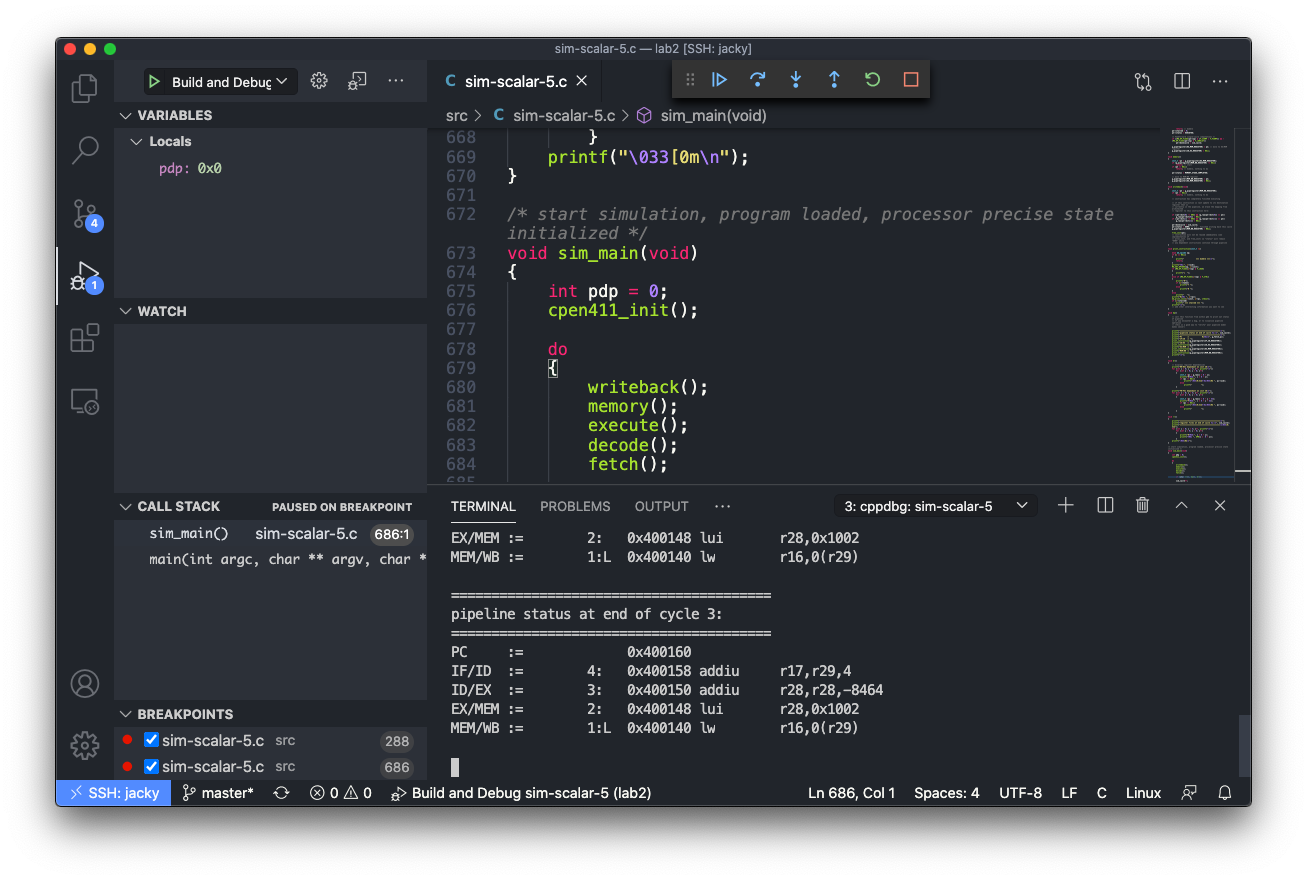 sim-scalar-5.c — lab2 [SSH: jacky]
Build and Debug
sim-scalar-5.c
VARIABLES
Locals
pdp: 0x0
4
1
WATCH
CALL STACK
PAUSED ON BREAKPOINT
sim_main() sim-scalar-5.c 686:1
main(int argc, char ** argv, char *
BREAKPOINTS
sim-scalar-5.c src 288
sim-scalar-5.c src 686
src > C sim-scalar-5.c > sim_main(void)
668 }
669 printf("\033[0m\n");
670 }
671
672 /* start simulation, program loaded, processor precise state
initialized */
673 void sim_main(void)
674 {
675 int pdp = 0;
676 cpen411_init();
677
678 do
679 {
680 writeback();
681 memory();
682 execute();
683 decode();
684 fetch();
685
TERMINAL PROBLEMS OUTPUT ··· 3: cppdbg: sim-scalar-5
EX/MEM := 2: 0x400148 lui r28,0x1002
MEM/WB := 1:L 0x400140 lw r16,0(r29)
========================================
pipeline status at end of cycle 3:
========================================
PC := 0x400160
IF/ID := 4: 0x400158 addiu r17,r29,4
ID/EX := 3: 0x400150 addiu r28,r28,-8464
EX/MEM := 2: 0x400148 lui r28,0x1002
MEM/WB := 1:L 0x400140 lw r16,0(r29)
SSH: jacky master* 0 0 Build and Debug sim-scalar-5 (lab2) Ln 686, Col 1 Spaces: 4 UTF-8 LF C Linux